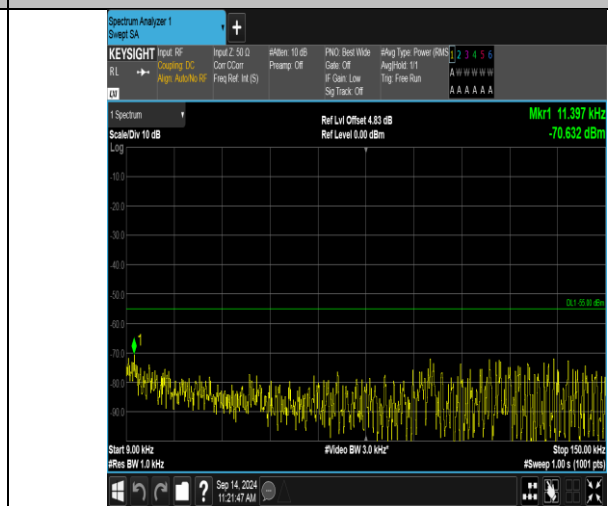 Spectrum Analyzer 1
Swept SA
+
KEYSIGHT
RL
Input: RF
Coupling: DC
Align: Auto/No RF
Input Z: 50 Ω
Corr CCorr
Freq Ref: Int (S)
#Atten: 10 dB
Preamp: Off
PNO: Best Wide
Gate: Off
IF Gain: Low
Sig Track: Off
#Avg Type: Power (RMS
Avg|Hold: 1/1
Trig: Free Run
1 2 3 4 5 6
A W W W W W
A A A A A A
1 Spectrum
Scale/Div 10 dB
Log
Ref Lvl Offset 4.83 dB
Ref Level 0.00 dBm
Mkr1 11.397 kHz
-70.632 dBm
-10.0
-20.0
-30.0
-40.0
-50.0
DL1 -55.00 dBm
-60.0
-70.0
1
-80.0
-90.0
Start 9.00 kHz
#Res BW 1.0 kHz
#Video BW 3.0 kHz*
Stop 150.00 kHz
#Sweep 1.00 s (1001 pts)
?
Sep 14, 2024
11:21:47 AM